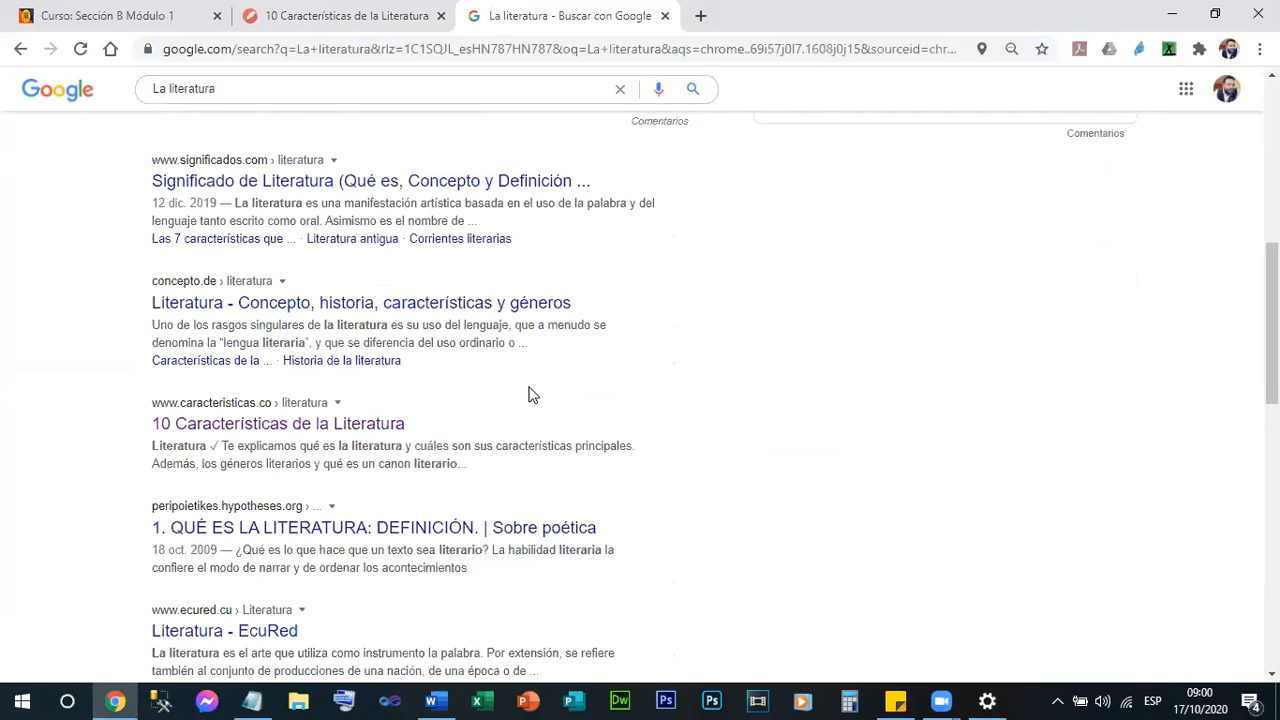 Curso: Sección B Módulo 1
10 Características de la Literatura
La literatura - Buscar con Google
google.com/search?q=La+literatura&rlz=1C1SQJL_esHN787HN787&oq=La+literatura&aqs=chrome..69i57j0l7.1608j0j15&sourceid=chr...
Google
La literatura
Comentarios
Comentarios
www.significados.com › literatura
Significado de Literatura (Qué es, Concepto y Definición ...
12 dic. 2019 — La literatura es una manifestación artística basada en el uso de la palabra y del
lenguaje tanto escrito como oral. Asimismo es el nombre de ...
Las 7 características que ... · Literatura antigua · Corrientes literarias
concepto.de › literatura
Literatura - Concepto, historia, características y géneros
Uno de los rasgos singulares de la literatura es su uso del lenguaje, que a menudo se
denomina la “lengua literaria”, y que se diferencia del uso ordinario o ...
Características de la ... · Historia de la literatura
www.caracteristicas.co › literatura
10 Características de la Literatura
Literatura ✓ Te explicamos qué es la literatura y cuáles son sus características principales.
Además, los géneros literarios y qué es un canon literario...
peripoietikes.hypotheses.org › ...
1. QUÉ ES LA LITERATURA: DEFINICIÓN. | Sobre poética
18 oct. 2009 — ¿Qué es lo que hace que un texto sea literario? La habilidad literaria la
confiere el modo de narrar y de ordenar los acontecimientos
www.ecured.cu › Literatura
Literatura - EcuRed
La literatura es el arte que utiliza como instrumento la palabra. Por extensión, se refiere
también al conjunto de producciones de una nación, de una época o de ...
Dw
Ps
Ps
ESP
09:00
17/10/2020
4